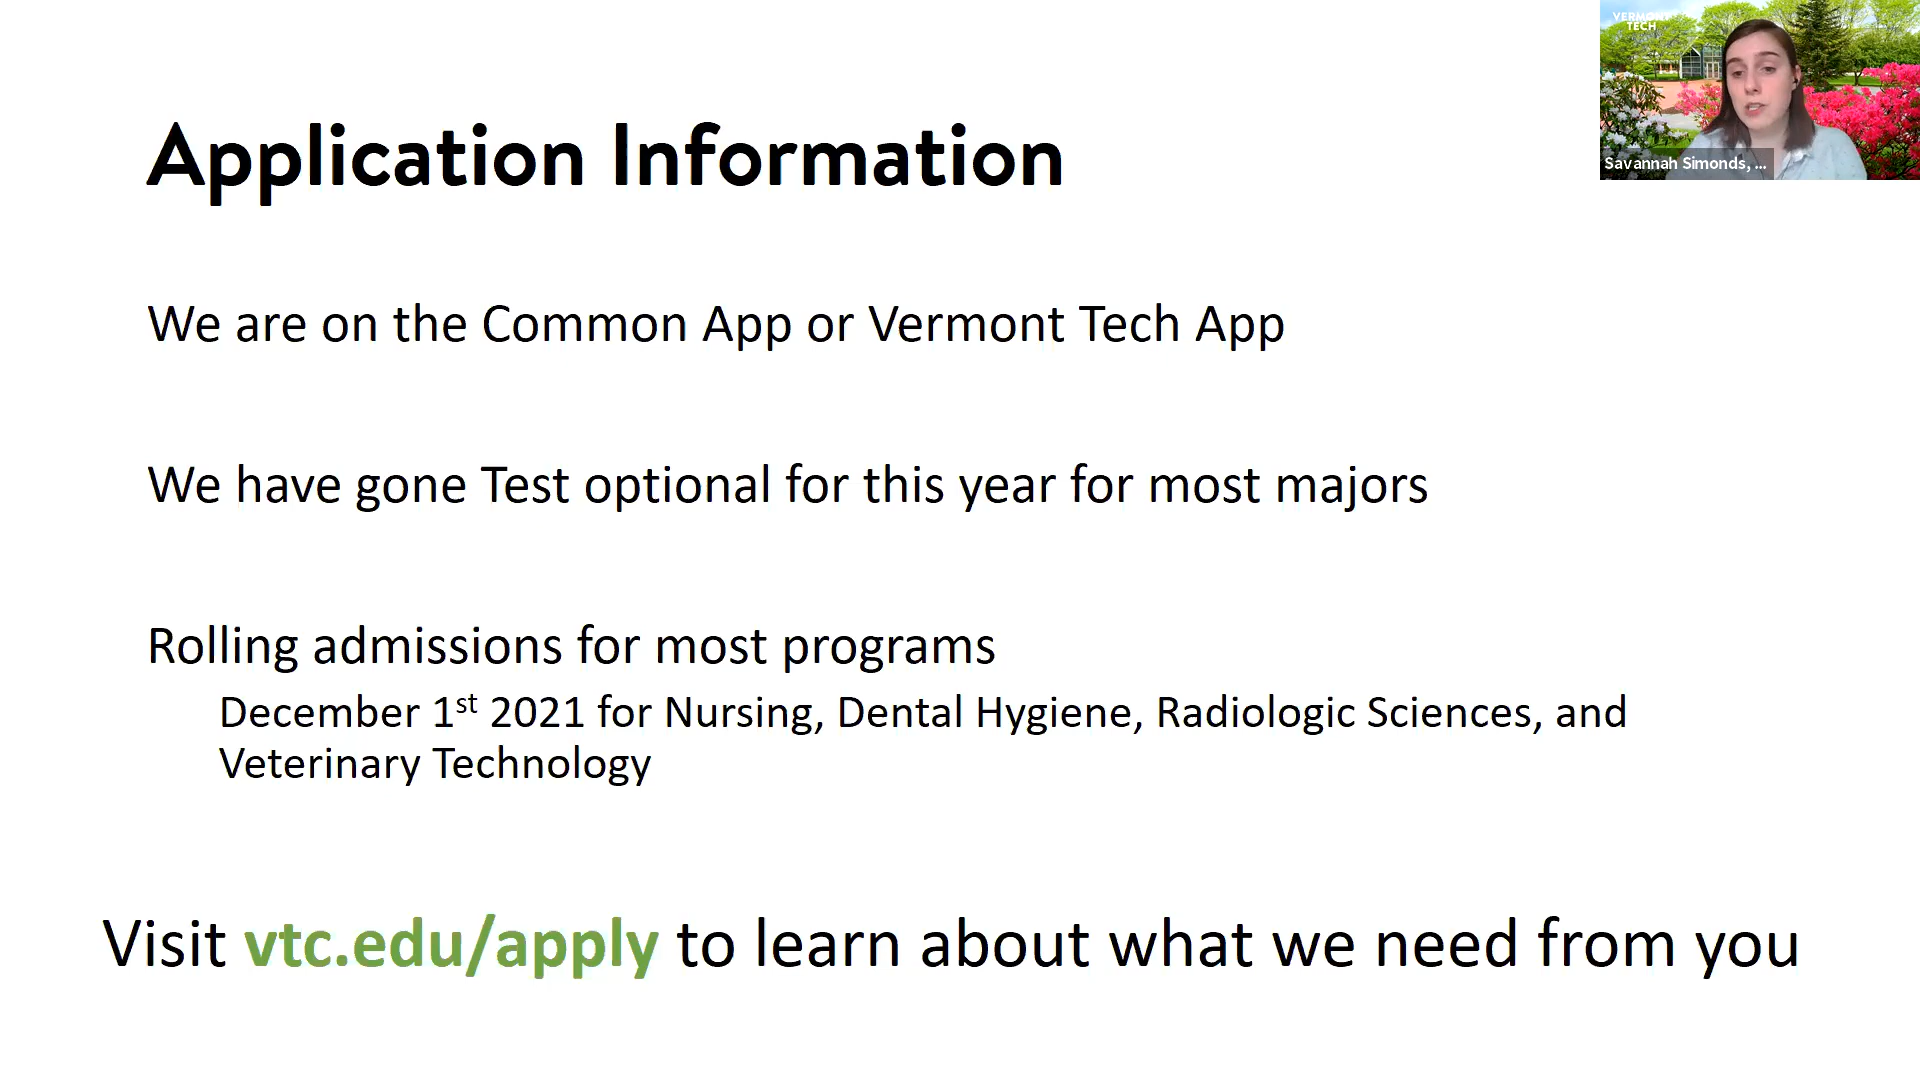 VERMONT
TECH
Savannah Simonds, ...
Application Information
We are on the Common App or Vermont Tech App
We have gone Test optional for this year for most majors
Rolling admissions for most programs
December 1st 2021 for Nursing, Dental Hygiene, Radiologic Sciences, and
Veterinary Technology
Visit vtc.edu/apply to learn about what we need from you